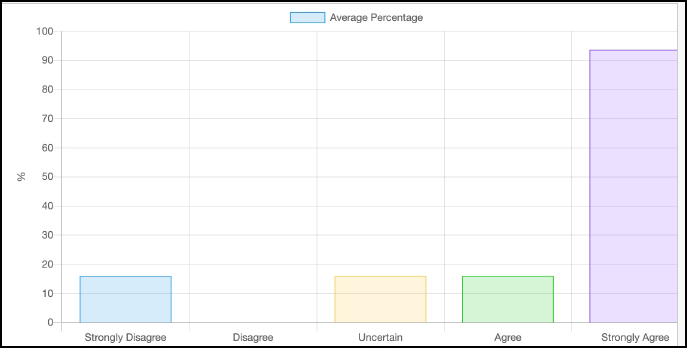 Average Percentage
100
90
80
70
60
50
40
30
20
10
0
%
Strongly Disagree
Disagree
Uncertain
Agree
Strongly Agree